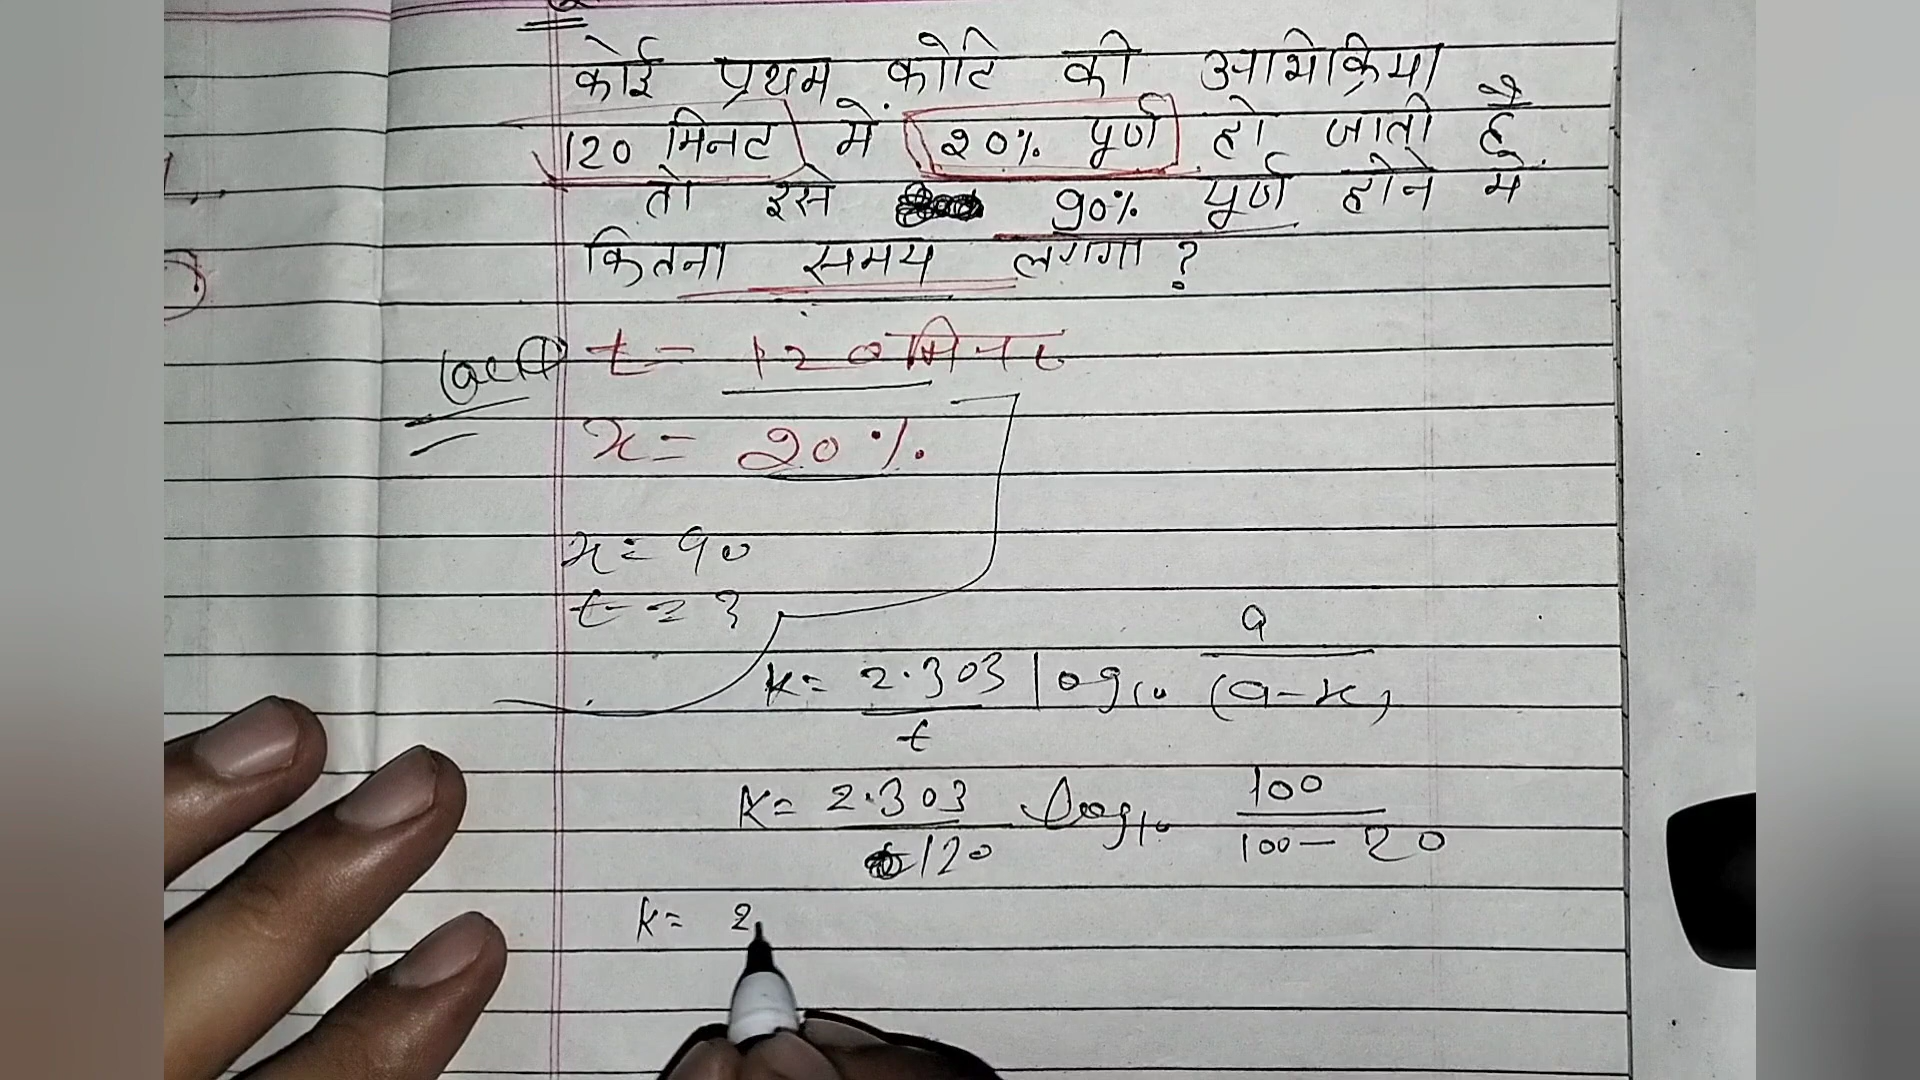 कोई प्रथम कोटि की अभिक्रिया
120 मिनट में 20% पूर्ण हो जाती है
तो इसे 90% पूर्ण होने मे
कितना समय लगेगा ?
t = 120 मिनट
x = 20 %
x = 90
t = ?
k = 2.303 / t log₁₀ a / (a-x)
k = 2.303 / 120 log₁₀ 100 / 100 - 20
k = 2.